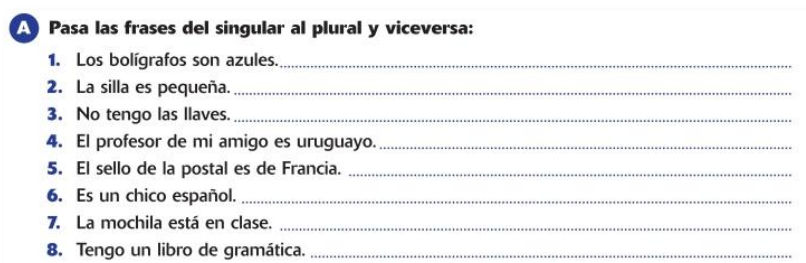 A Pasa las frases del singular al plural y viceversa:
1. Los bolígrafos son azules.
2. La silla es pequeña.
3. No tengo las llaves.
4. El profesor de mi amigo es uruguayo.
5. El sello de la postal es de Francia.
6. Es un chico español.
7. La mochila está en clase.
8. Tengo un libro de gramática.